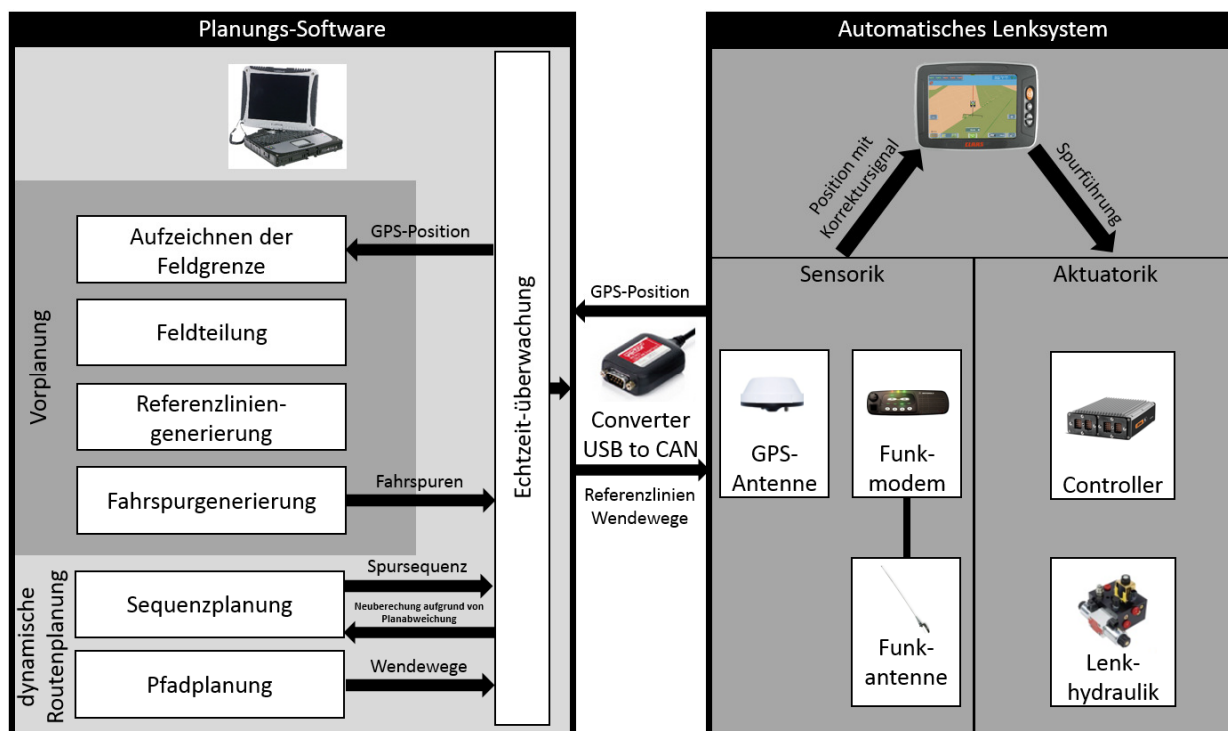 Planungs-Software
Vorplanung
Aufzeichnen der
Feldgrenze
GPS-Position
Feldteilung
Referenzlinien-
generierung
Fahrspurgenerierung
Fahrspuren
dynamische
Routenplanung
Sequenzplanung
Spursequenz
Neuberechung aufgrund von
Planabweichung
Pfadplanung
Wendewege
Echtzeit-überwachung
GPS-Position
Converter
USB to CAN
Referenzlinien
Wendewege
Automatisches Lenksystem
Position mit
Korrektursignal
CLAAS
Spurführung
Sensorik
GPS-
Antenne
Funk-
modem
Funk-
antenne
Aktuatorik
Controller
Lenk-
hydraulik